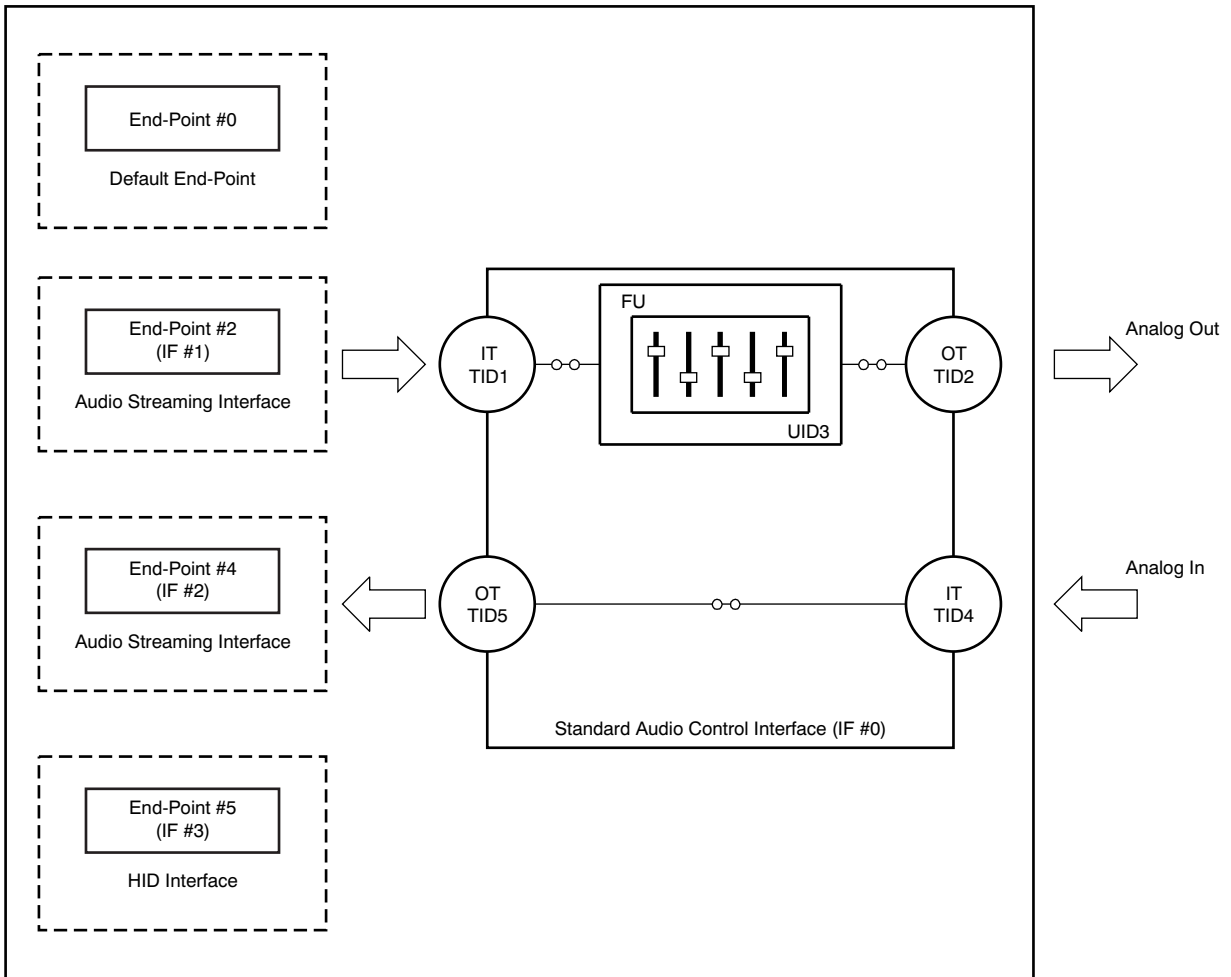 End-Point #0
Default End-Point
End-Point #2
(IF #1)
Audio Streaming Interface
IT
TID1
FU
UID3
OT
TID2
Analog Out
End-Point #4
(IF #2)
Audio Streaming Interface
OT
TID5
IT
TID4
Analog In
Standard Audio Control Interface (IF #0)
End-Point #5
(IF #3)
HID Interface